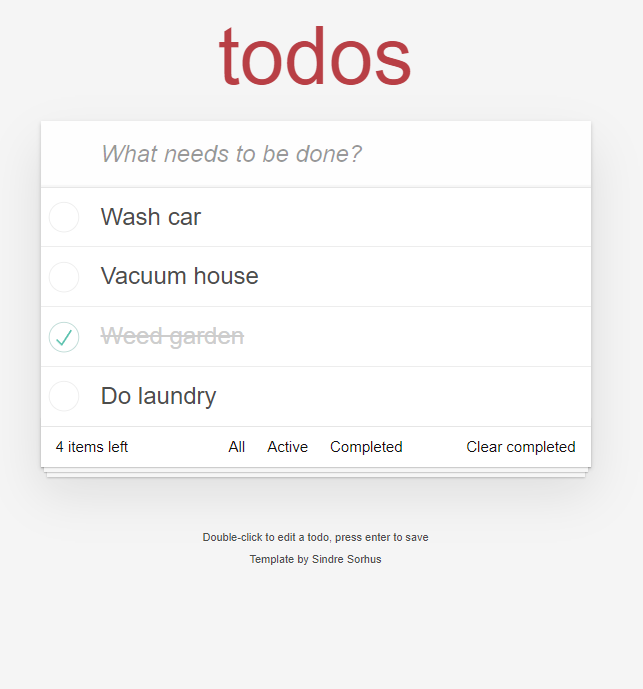 todos
What needs to be done?
Wash car
Vacuum house
Weed garden
Do laundry
4 items left All Active Completed Clear completed
Double-click to edit a todo, press enter to save
Template by Sindre Sorhus